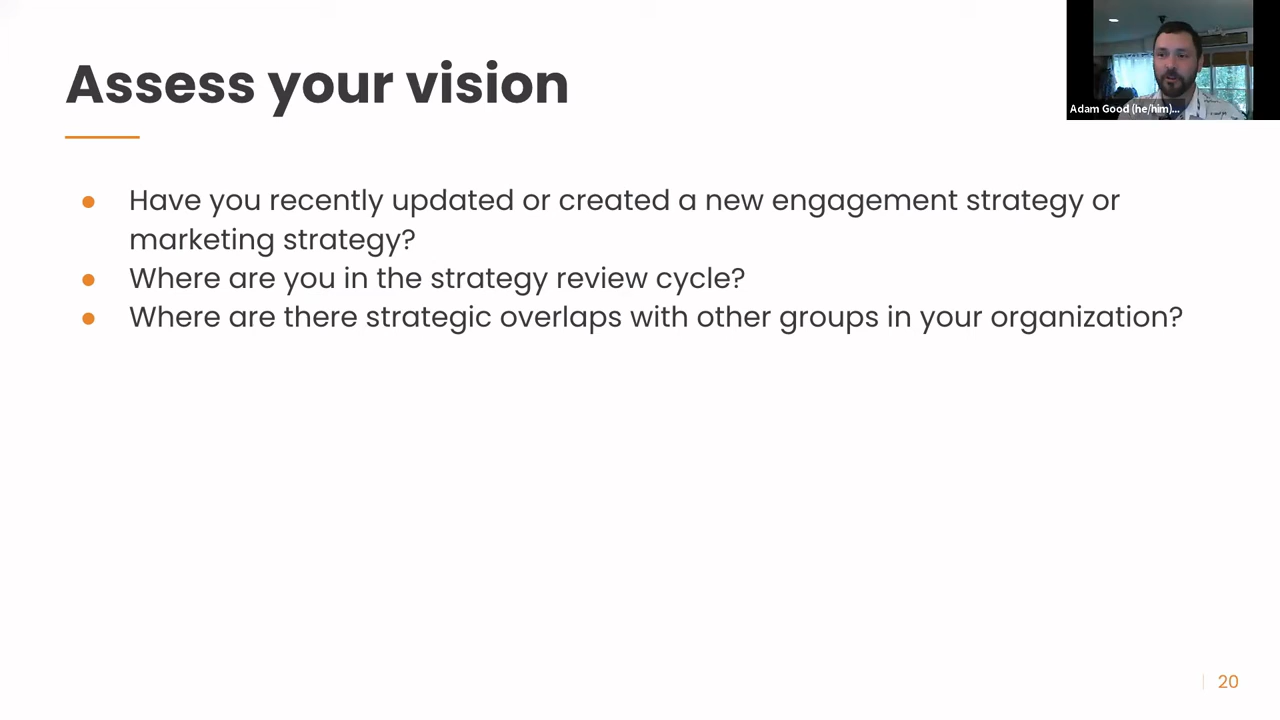 Assess your vision
Adam Good (he/him)...
● Have you recently updated or created a new engagement strategy or
marketing strategy?
● Where are you in the strategy review cycle?
● Where are there strategic overlaps with other groups in your organization?
20